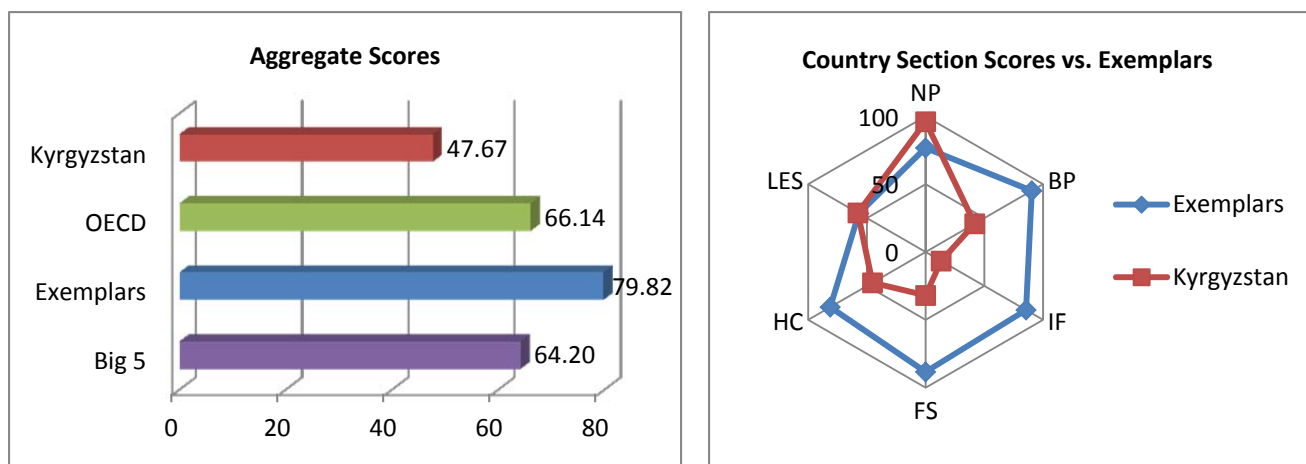 Aggregate Scores
Kyrgyzstan
47.67
OECD
66.14
Exemplars
79.82
Big 5
64.20
0 20 40 60 80
Country Section Scores vs. Exemplars
NP
100
LES
50
BP
0
HC
IF
FS
Exemplars
Kyrgyzstan